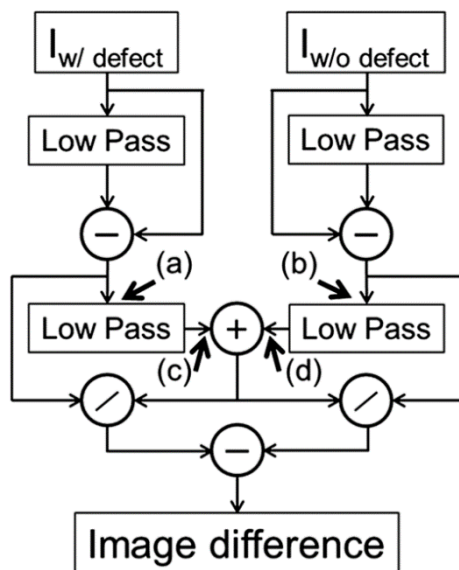 I w/ defect
I w/o defect
Low Pass
Low Pass
−
−
(a)
(b)
Low Pass
+
Low Pass
(c)
(d)
/
/
−
Image difference